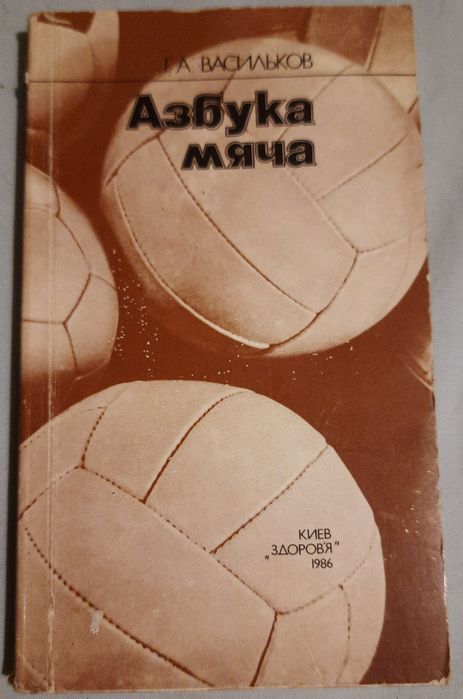 Г. А. ВАСИЛЬКОВ
Азбука
мяча
КИЕВ
„ЗДОРОВ'Я"
1986